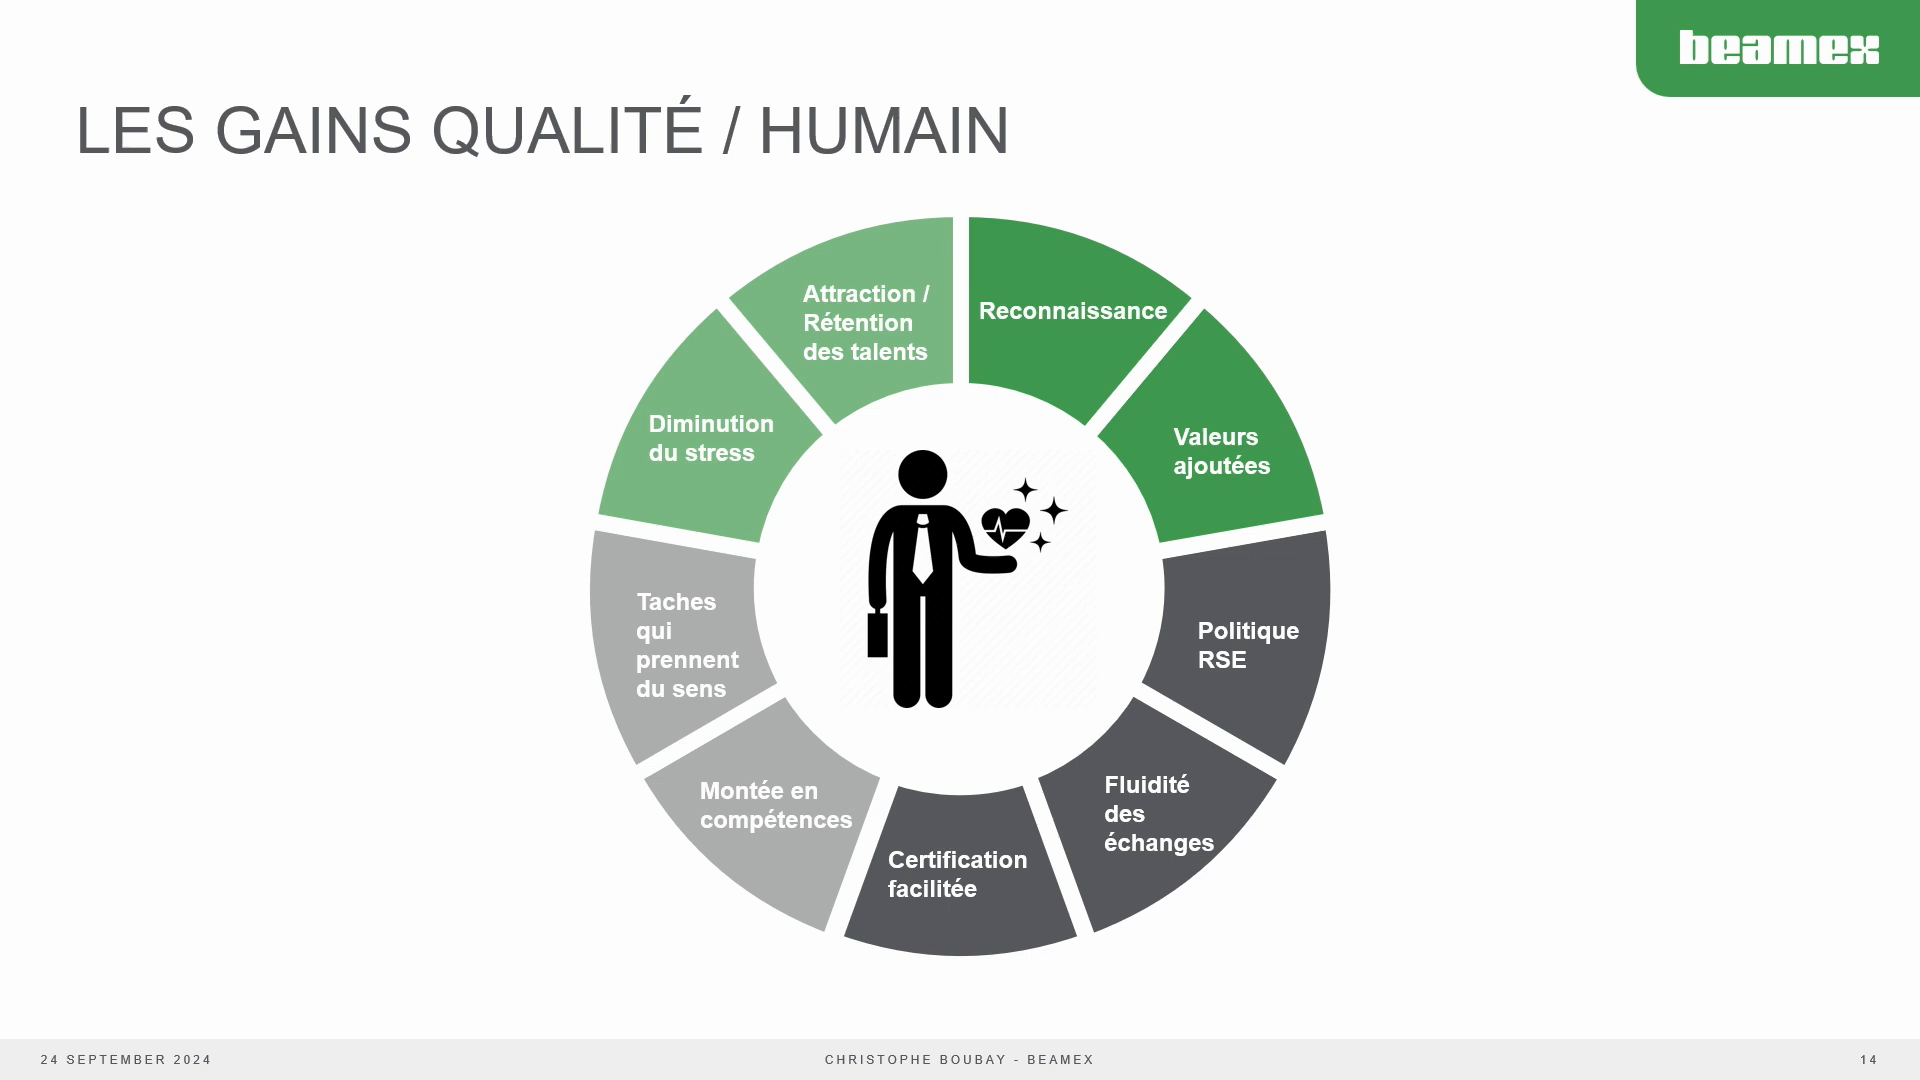 beamex
LES GAINS QUALITÉ / HUMAIN
Attraction /
Rétention
des talents
Reconnaissance
Diminution
du stress
Valeurs
ajoutées
Taches
qui
prennent
du sens
Politique
RSE
Montée en
compétences
Fluidité
des
échanges
Certification
facilitée
24 SEPTEMBER 2024
CHRISTOPHE BOUBAY - BEAMEX
14